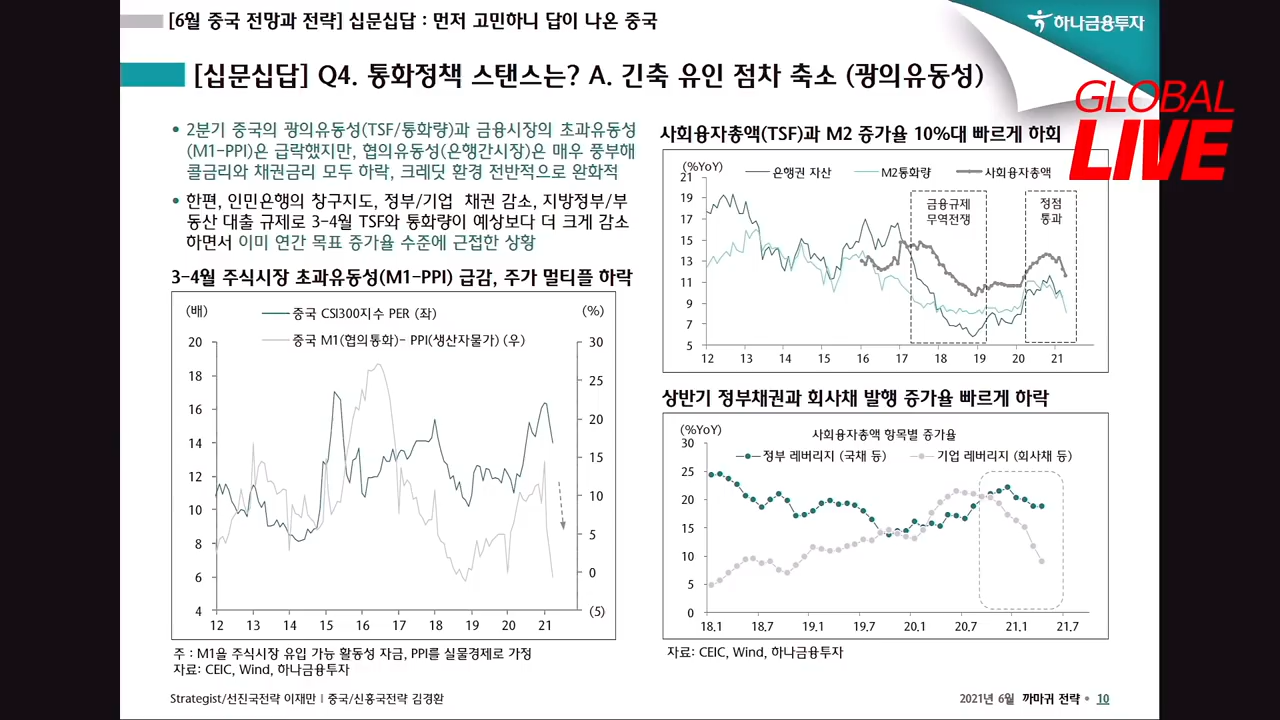 [6월 중국 전망과 전략] 십문십답 : 먼저 고민하니 답이 나온 중국
하나금융투자
[십문십답] Q4. 통화정책 스탠스는? A. 긴축 유인 점차 축소 (광의유동성)
GLOBAL
LIVE
• 2분기 중국의 광의유동성(TSF/통화량)과 금융시장의 초과유동성
(M1-PPI)은 급락했지만, 협의유동성(은행간시장)은 매우 풍부해
콜금리와 채권금리 모두 하락, 크레딧 환경 전반적으로 완화적
• 한편, 인민은행의 창구지도, 정부/기업 채권 감소, 지방정부/부
동산 대출 규제로 3-4월 TSF와 통화량이 예상보다 더 크게 감소
하면서 이미 연간 목표 증가율 수준에 근접한 상황
3-4월 주식시장 초과유동성(M1-PPI) 급감, 주가 멀티플 하락
(배)
중국 CSI300지수 PER (좌)
(%)
중국 M1(협의통화)- PPI(생산자물가) (우)
20
18
16
14
12
10
8
6
4
30
25
20
15
10
5
0
(5)
12 13 14 15 16 17 18 19 20 21
주 : M1을 주식시장 유입 가능 활동성 자금, PPI를 실물경제로 가정
자료: CEIC, Wind, 하나금융투자
사회융자총액(TSF)과 M2 증가율 10%대 빠르게 하회
(%YoY)
은행권 자산
M2통화량
사회융자총액
21
19
17
15
13
11
9
7
5
금융규제
무역전쟁
정점
통과
12 13 14 15 16 17 18 19 20 21
상반기 정부채권과 회사채 발행 증가율 빠르게 하락
(%YoY)
사회융자총액 항목별 증가율
정부 레버리지 (국채 등)
기업 레버리지 (회사채 등)
30
25
20
15
10
5
0
18.1 18.7 19.1 19.7 20.1 20.7 21.1 21.7
자료: CEIC, Wind, 하나금융투자
Strategist/선진국전략 이재만 | 중국/신흥국전략 김경환
2021년 6월 까마귀 전략 • 10